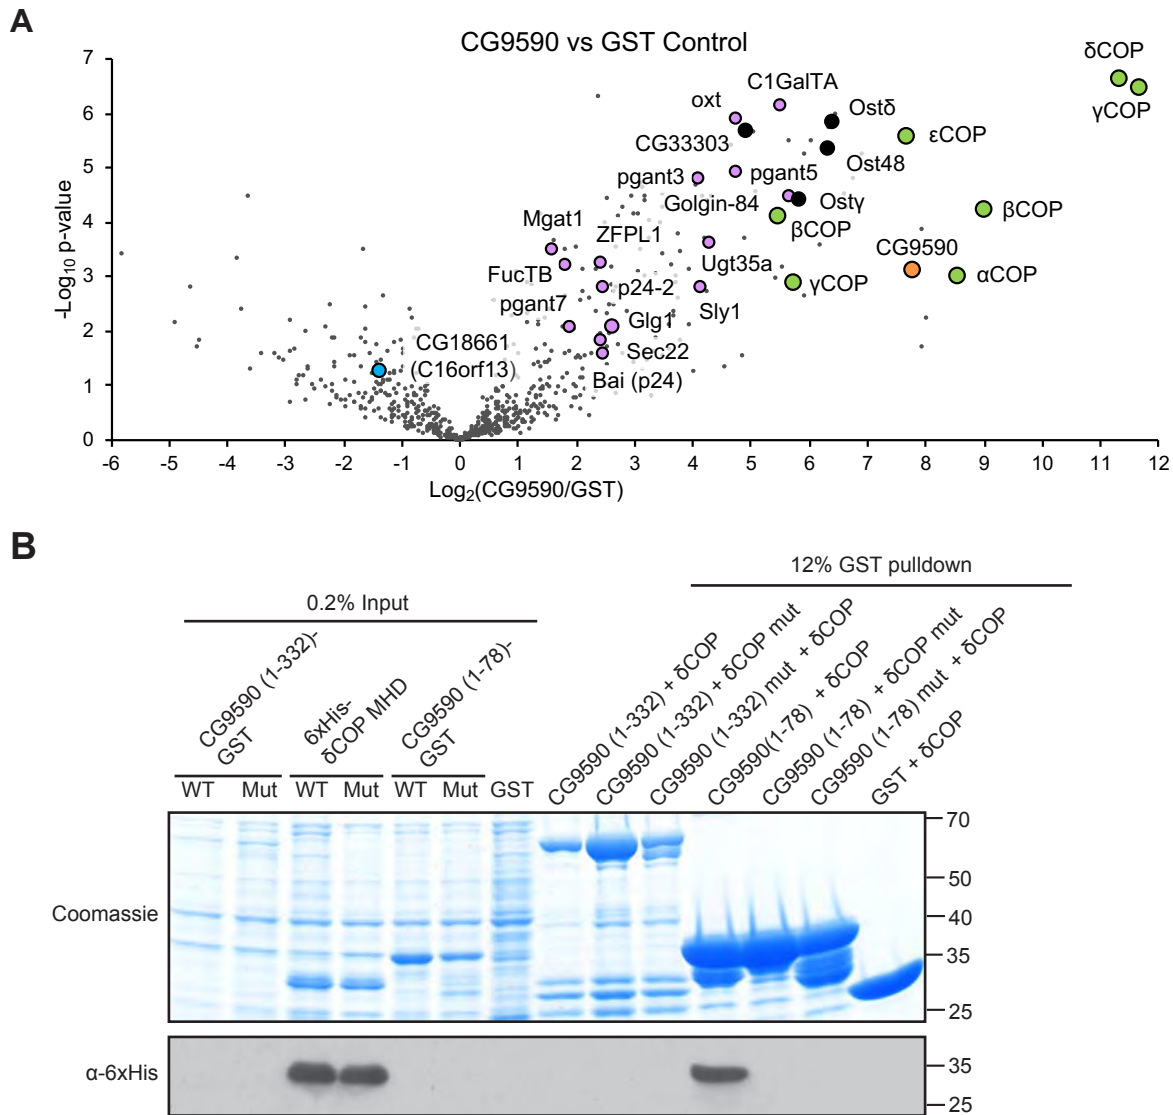 A
CG9590 vs GST Control
-Log10 p-value
7
6
5
4
3
2
1
0
-6 -5 -4 -3 -2 -1 0 1 2 3 4 5 6 7 8 9 10 11 12
Log2(CG9590/GST)
δCOP
γCOP
C1GalTA
oxt
Ostδ
εCOP
CG33303
Ost48
pgant3
pgant5
Golgin-84
Ostγ
βCOP
βCOP
Mgat1
ZFPL1
CG9590
Ugt35a
FucTB
αCOP
p24-2
γCOP
pgant7
Sly1
Glg1
CG18661
(C16orf13)
Sec22
Bai (p24)
B
12% GST pulldown
0.2% Input
CG9590 (1-332)-
GST
6xHis-
δCOP MHD
CG9590 (1-78)-
GST
WT Mut WT Mut WT Mut GST
CG9590 (1-332) + δCOP
CG9590 (1-332) + δCOP mut
CG9590 (1-332) mut + δCOP
CG9590(1-78) + δCOP
CG9590 (1-78) + δCOP mut
CG9590 (1-78) mut + δCOP
GST + δCOP
Coomassie
70
50
40
35
25
α-6xHis
35
25